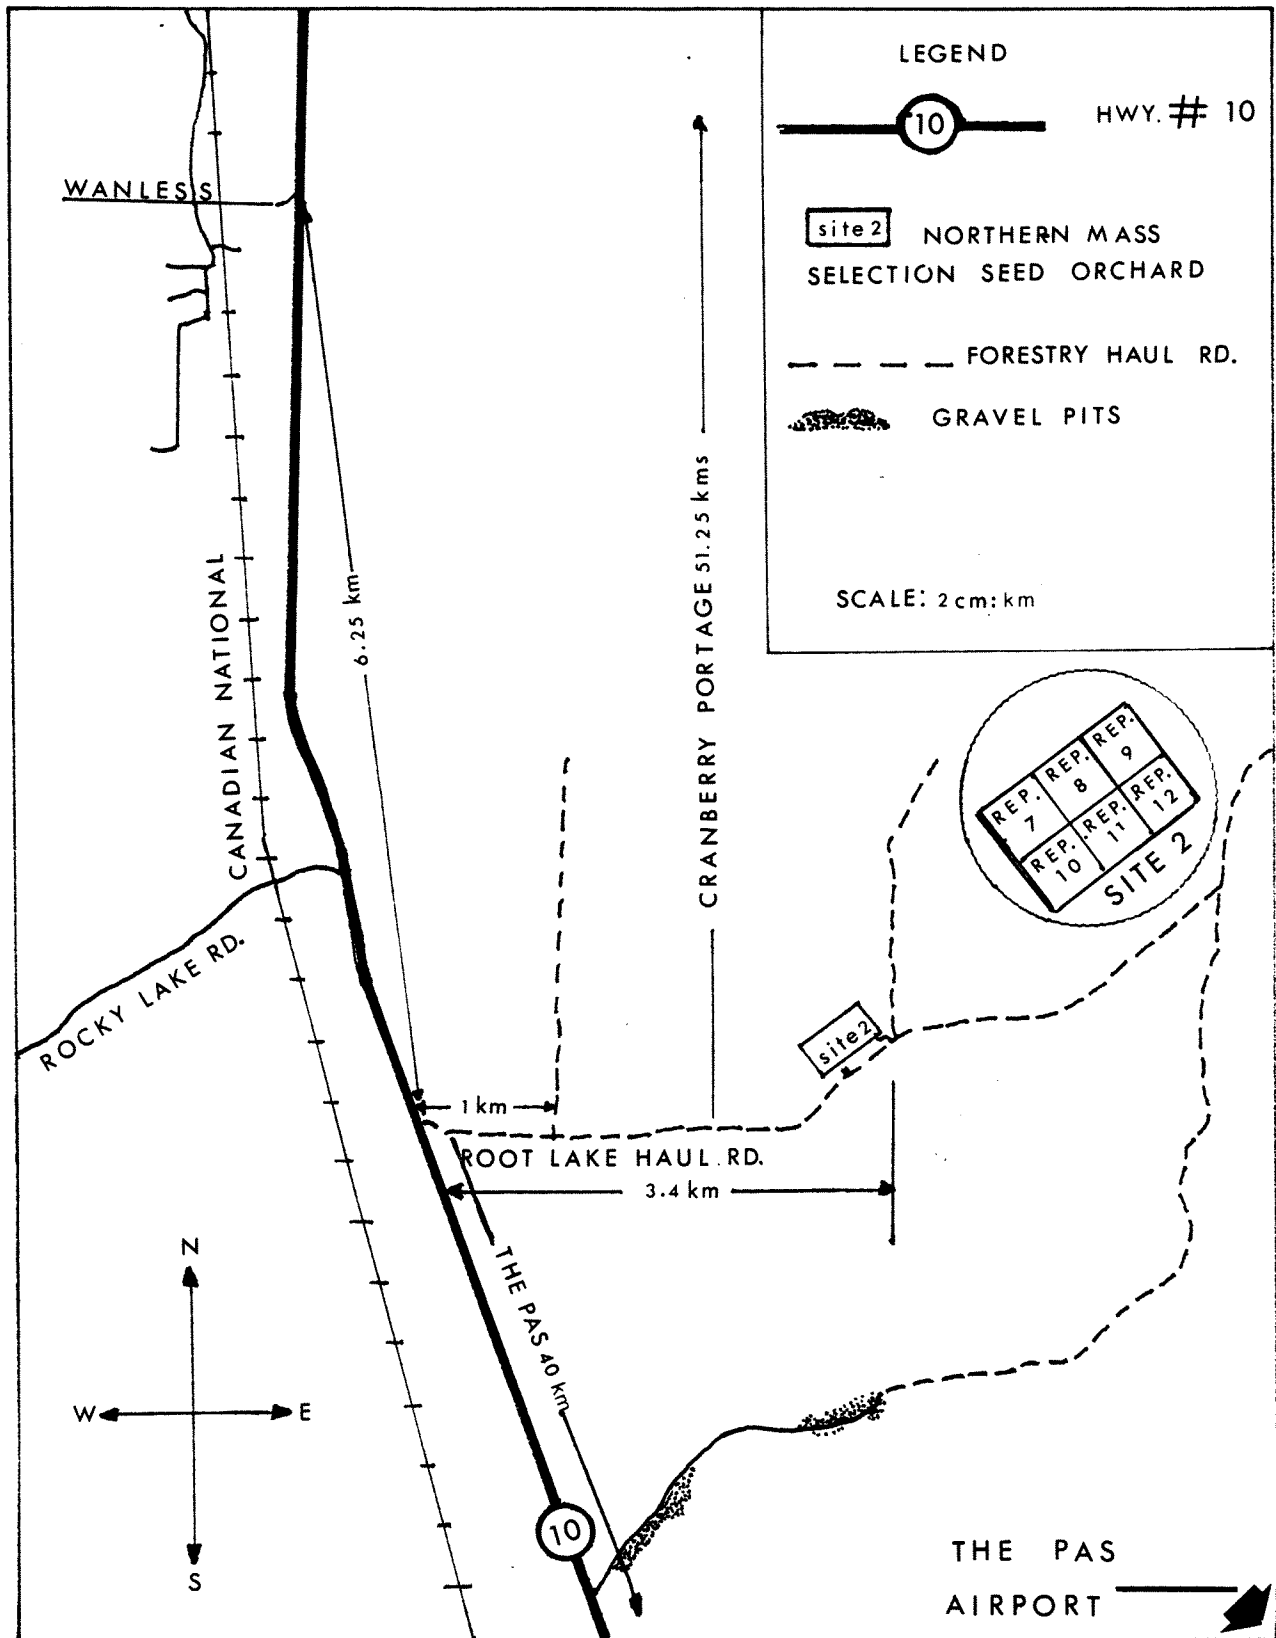 LEGEND
10 HWY. # 10
site 2 NORTHERN MASS
SELECTION SEED ORCHARD
FORESTRY HAUL RD.
GRAVEL PITS
SCALE: 2 cm: km
WANLESS
CANADIAN NATIONAL
6.25 km
CRANBERRY PORTAGE 51.25 kms
REP. 7
REP. 8
REP. 9
REP. 10
REP. 11
REP. 12
SITE 2
ROCKY LAKE RD.
site 2
1 km
ROOT LAKE HAUL RD.
3.4 km
THE PAS 40 km
N
W E
S
10
THE PAS
AIRPORT